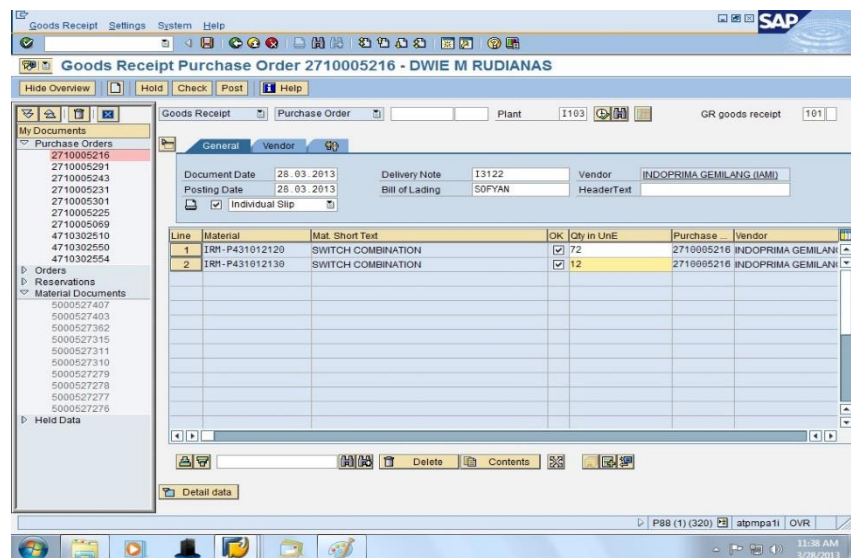 Goods Receipt Settings System Help
SAP
Goods Receipt Purchase Order 2710005216 - DWIE M RUDIANAS
Hide Overview Hold Check Post Help
My Documents
Purchase Orders
2710005216
2710005291
2710005243
2710005231
2710005301
2710005225
2710005069
4710302510
4710302550
4710302554
Orders
Reservations
Material Documents
5000527407
5000527403
5000527362
5000527315
5000527311
5000527310
5000527279
5000527278
5000527277
5000527276
Held Data
Goods Receipt Purchase Order Plant I103 GR goods receipt 101
General Vendor
Document Date 28.03.2013 Delivery Note I3122 Vendor INDOPRIMA GEMILANG (IAMI)
Posting Date 28.03.2013 Bill of Lading SOFYAN HeaderText
Individual Slip
Line Material Mat. Short Text OK Qty in UnE Purchase ... Vendor
1 IRM-P431012120 SWITCH COMBINATION 72 2710005216 INDOPRIMA GEMILANG
2 IRM-P431012130 SWITCH COMBINATION 12 2710005216 INDOPRIMA GEMILANG
Delete Contents
Detail data
P88 (1) (320) atpmpa1i OVR
11:38 AM
3/28/2013